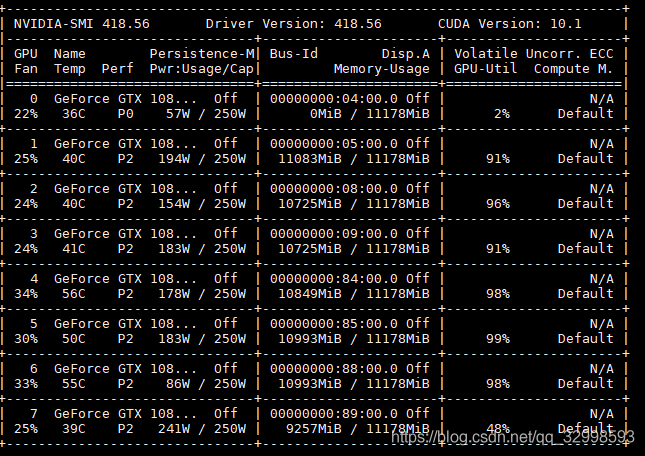 NVIDIA-SMI 418.56 Driver Version: 418.56 CUDA Version: 10.1
GPU Name Persistence-M| Bus-Id Disp.A | Volatile Uncorr. ECC
Fan Temp Perf Pwr:Usage/Cap| Memory-Usage | GPU-Util Compute M.
0 GeForce GTX 108... Off | 00000000:04:00.0 Off | N/A
22% 36C P0 57W / 250W | 0MiB / 11178MiB | 2% Default
1 GeForce GTX 108... Off | 00000000:05:00.0 Off | N/A
25% 40C P2 194W / 250W | 11083MiB / 11178MiB | 91% Default
2 GeForce GTX 108... Off | 00000000:08:00.0 Off | N/A
24% 40C P2 154W / 250W | 10725MiB / 11178MiB | 96% Default
3 GeForce GTX 108... Off | 00000000:09:00.0 Off | N/A
24% 41C P2 183W / 250W | 10725MiB / 11178MiB | 91% Default
4 GeForce GTX 108... Off | 00000000:84:00.0 Off | N/A
34% 56C P2 178W / 250W | 10849MiB / 11178MiB | 98% Default
5 GeForce GTX 108... Off | 00000000:85:00.0 Off | N/A
30% 50C P2 183W / 250W | 10993MiB / 11178MiB | 99% Default
6 GeForce GTX 108... Off | 00000000:88:00.0 Off | N/A
33% 55C P2 86W / 250W | 10993MiB / 11178MiB | 98% Default
7 GeForce GTX 108... Off | 00000000:89:00.0 Off | N/A
25% 39C P2 241W / 250W | 9257MiB / 11178MiB | 48% Default
https://blog.csdn.net/qq_32998593